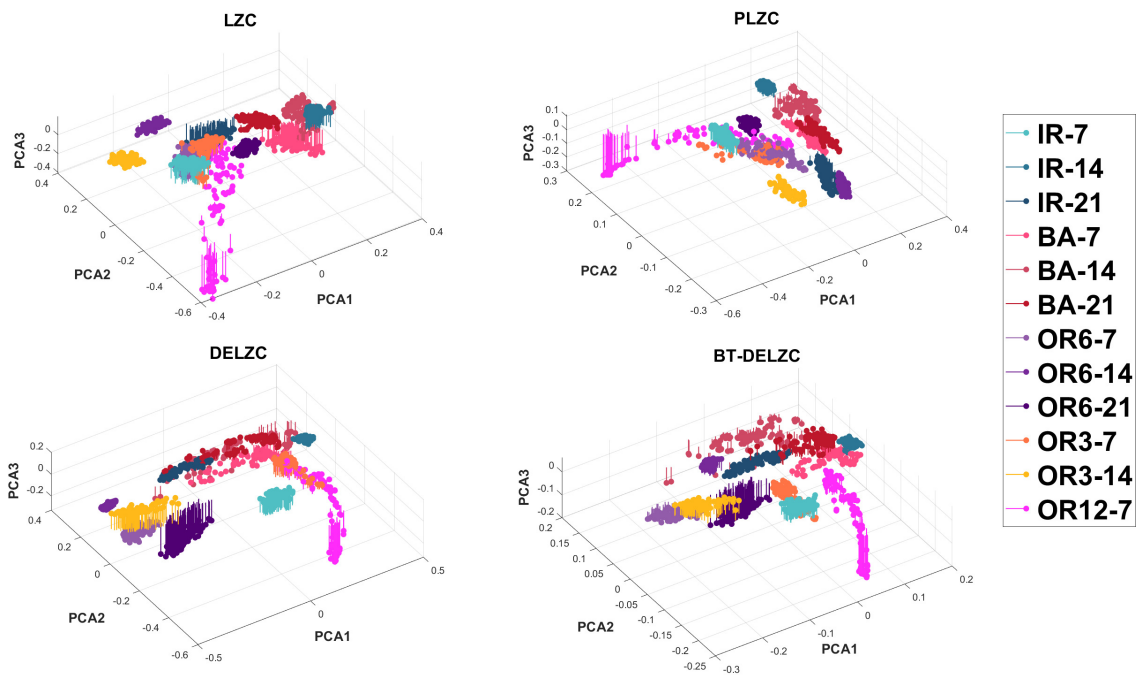 LZC
PCA3
0
-0.2
-0.4
0.4
0.2
0
-0.2
-0.4
-0.6
PCA2
-0.4
-0.2
0
0.2
0.4
PCA1
PLZC
PCA3
0.1
0
-0.1
-0.2
-0.3
0.3
0.2
0.1
0
-0.1
-0.2
-0.3
PCA2
-0.6
-0.4
-0.2
0
0.2
0.4
PCA1
DELZC
PCA3
0.2
0
-0.2
0.4
0.2
0
-0.2
-0.4
-0.6
PCA2
-0.5
0
0.5
PCA1
BT-DELZC
PCA3
0
-0.1
-0.2
0.2
0.15
0.1
0.05
0
-0.05
-0.1
-0.15
-0.2
-0.25
PCA2
-0.3
-0.2
-0.1
0
0.1
0.2
PCA1
IR-7
IR-14
IR-21
BA-7
BA-14
BA-21
OR6-7
OR6-14
OR6-21
OR3-7
OR3-14
OR12-7